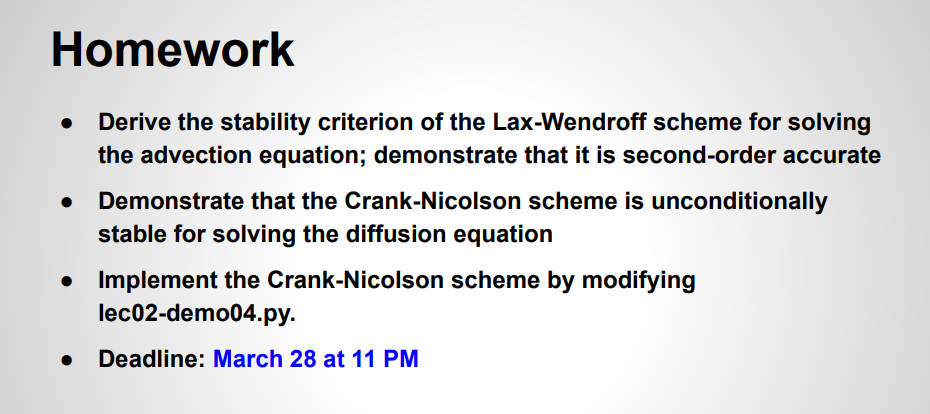 Homework
● Derive the stability criterion of the Lax-Wendroff scheme for solving
the advection equation; demonstrate that it is second-order accurate
● Demonstrate that the Crank-Nicolson scheme is unconditionally
stable for solving the diffusion equation
● Implement the Crank-Nicolson scheme by modifying
lec02-demo04.py.
● Deadline: March 28 at 11 PM